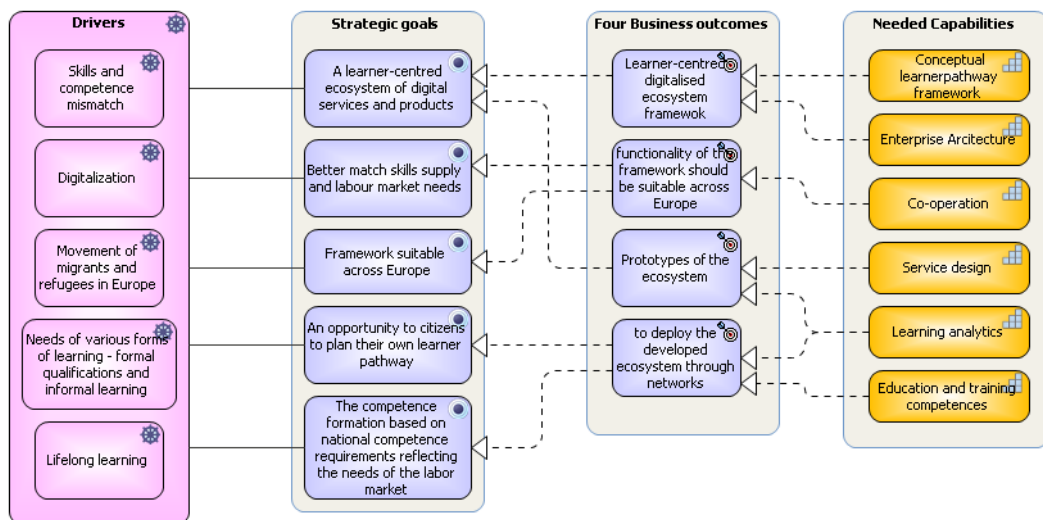 Drivers
Skills and
competence
mismatch
Digitalization
Movement of
migrants and
refugees in Europe
Needs of various forms
of learning - formal
qualifications and
informal learning
Lifelong learning
Strategic goals
A learner-centred
ecosystem of digital
services and products
Better match skills supply
and labour market needs
Framework suitable
across Europe
An opportunity to citizens
to plan their own learner
pathway
The competence
formation based on
national competence
requirements reflecting
the needs of the labor
market
Four Business outcomes
Learner-centred
digitalised
ecosystem
framewok
functionality of the
framework should
be suitable across
Europe
Prototypes of the
ecosystem
to deploy the
developed
ecosystem through
networks
Needed Capabilities
Conceptual
learnerpathway
framework
Enterprise Arcitecture
Co-operation
Service design
Learning analytics
Education and training
competences